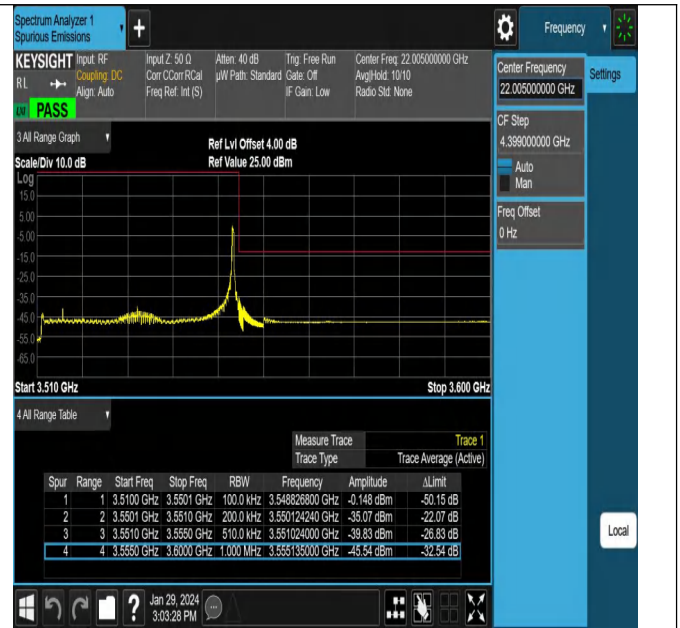 Spectrum Analyzer 1
Spurious Emissions
Frequency
KEYSIGHT Input: RF Input Z: 50 Ω Atten: 40 dB Trig: Free Run Center Freq: 22.005000000 GHz
RL Coupling: DC Corr CCorr RCal µW Path: Standard Gate: Off Avg|Hold: 10/10
Align: Auto Freq Ref: Int (S) IF Gain: Low Radio Std: None
PASS
Center Frequency
22.005000000 GHz
Settings
CF Step
4.399000000 GHz
Auto
Man
Freq Offset
0 Hz
3 All Range Graph
Ref Lvl Offset 4.00 dB
Scale/Div 10.0 dB Ref Value 25.00 dBm
Log
15.0
5.00
-5.00
-15.0
-25.0
-35.0
-45.0
-55.0
-65.0
Start 3.510 GHz Stop 3.600 GHz
4 All Range Table
Measure Trace Trace 1
Trace Type Trace Average (Active)
Spur Range Start Freq Stop Freq RBW Frequency Amplitude ΔLimit
1 1 3.5100 GHz 3.5501 GHz 100.0 kHz 3.548826800 GHz -0.148 dBm -50.15 dB
2 2 3.5501 GHz 3.5510 GHz 200.0 kHz 3.550124240 GHz -35.07 dBm -22.07 dB
3 3 3.5510 GHz 3.5550 GHz 510.0 kHz 3.551024000 GHz -39.83 dBm -26.83 dB
4 4 3.5550 GHz 3.6000 GHz 1.000 MHz 3.555135000 GHz -45.54 dBm -32.54 dB
Local
Jan 29, 2024
3:03:28 PM